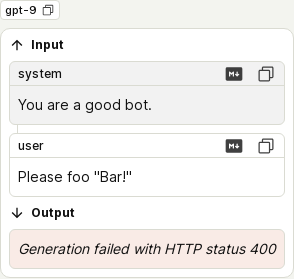 gpt-9
Input
system
You are a good bot.
user
Please foo "Bar!"
Output
Generation failed with HTTP status 400